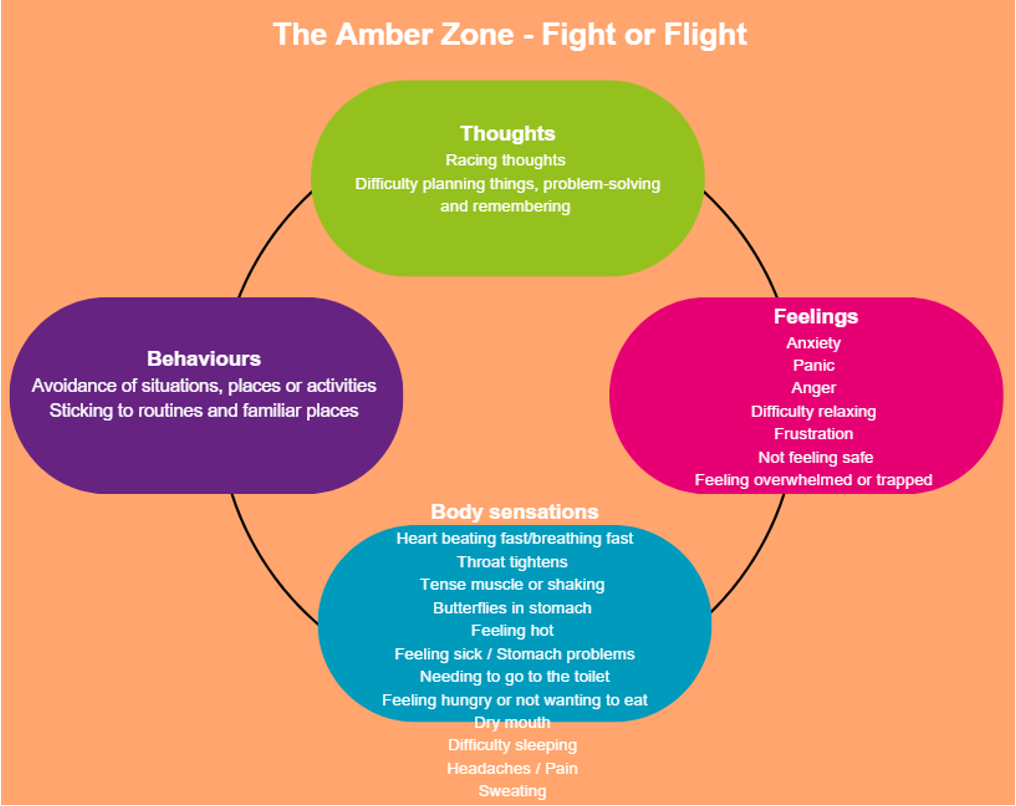 The Amber Zone - Fight or Flight
Thoughts
Racing thoughts
Difficulty planning things, problem-solving
and remembering
Behaviours
Avoidance of situations, places or activities
Sticking to routines and familiar places
Feelings
Anxiety
Panic
Anger
Difficulty relaxing
Frustration
Not feeling safe
Feeling overwhelmed or trapped
Body sensations
Heart beating fast/breathing fast
Throat tightens
Tense muscle or shaking
Butterflies in stomach
Feeling hot
Feeling sick / Stomach problems
Needing to go to the toilet
Feeling hungry or not wanting to eat
Dry mouth
Difficulty sleeping
Headaches / Pain
Sweating